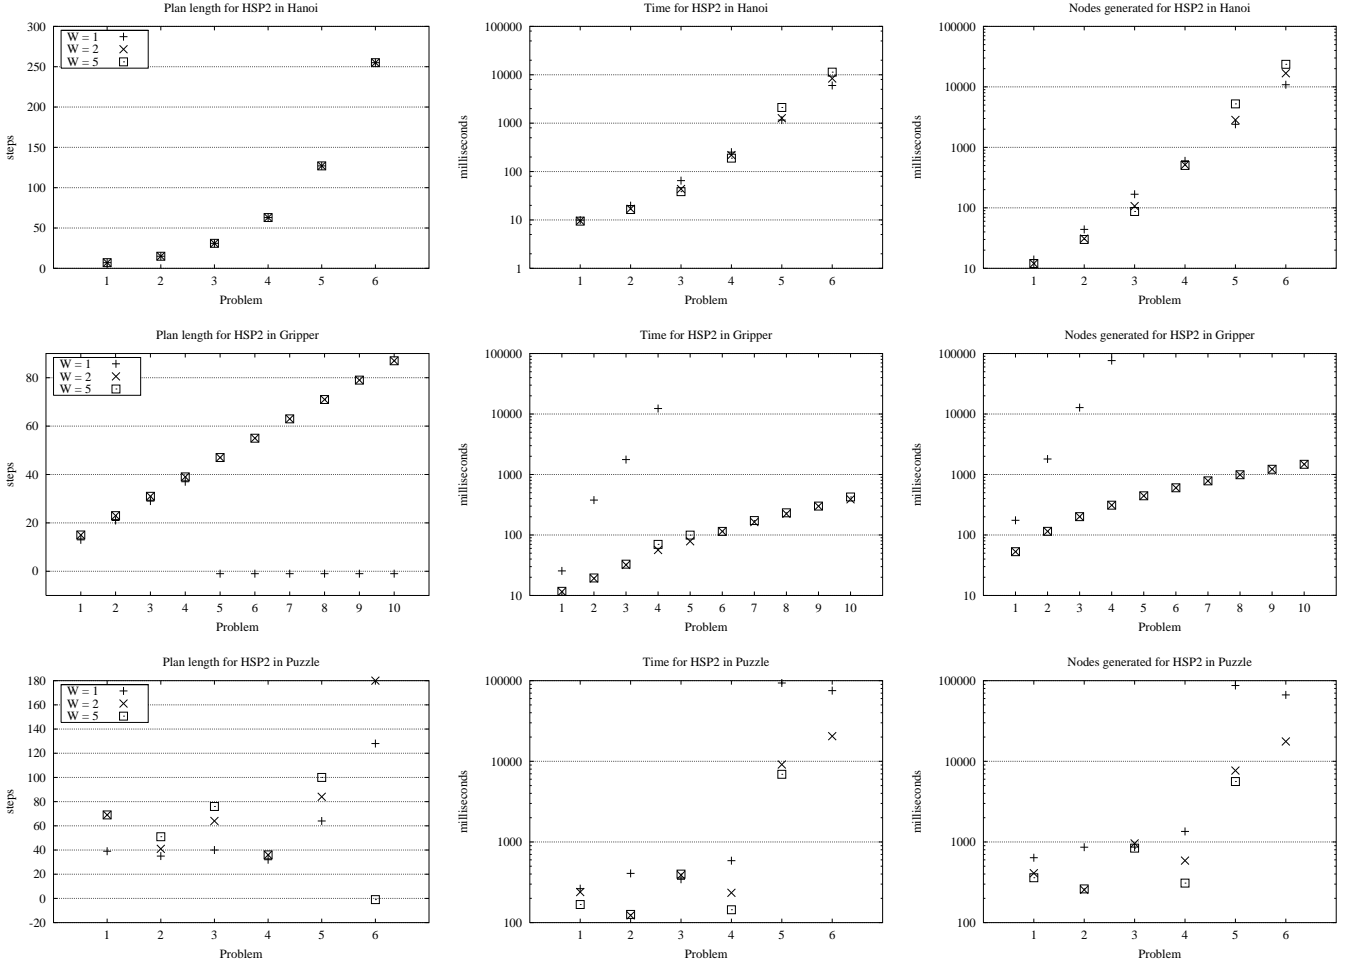 Plan length for HSP2 in Hanoi
300
250
200
150
100
50
0
steps
W = 1
W = 2
W = 5
1 2 3 4 5 6
Problem
Time for HSP2 in Hanoi
100000
10000
1000
100
10
1
milliseconds
1 2 3 4 5 6
Problem
Nodes generated for HSP2 in Hanoi
100000
10000
1000
100
10
milliseconds
1 2 3 4 5 6
Problem
Plan length for HSP2 in Gripper
80
60
40
20
0
steps
W = 1
W = 2
W = 5
1 2 3 4 5 6 7 8 9 10
Problem
Time for HSP2 in Gripper
100000
10000
1000
100
10
milliseconds
1 2 3 4 5 6 7 8 9 10
Problem
Nodes generated for HSP2 in Gripper
100000
10000
1000
100
10
milliseconds
1 2 3 4 5 6 7 8 9 10
Problem
Plan length for HSP2 in Puzzle
180
160
140
120
100
80
60
40
20
0
-20
steps
W = 1
W = 2
W = 5
1 2 3 4 5 6
Problem
Time for HSP2 in Puzzle
100000
10000
1000
100
milliseconds
1 2 3 4 5 6
Problem
Nodes generated for HSP2 in Puzzle
100000
10000
1000
100
milliseconds
1 2 3 4 5 6
Problem